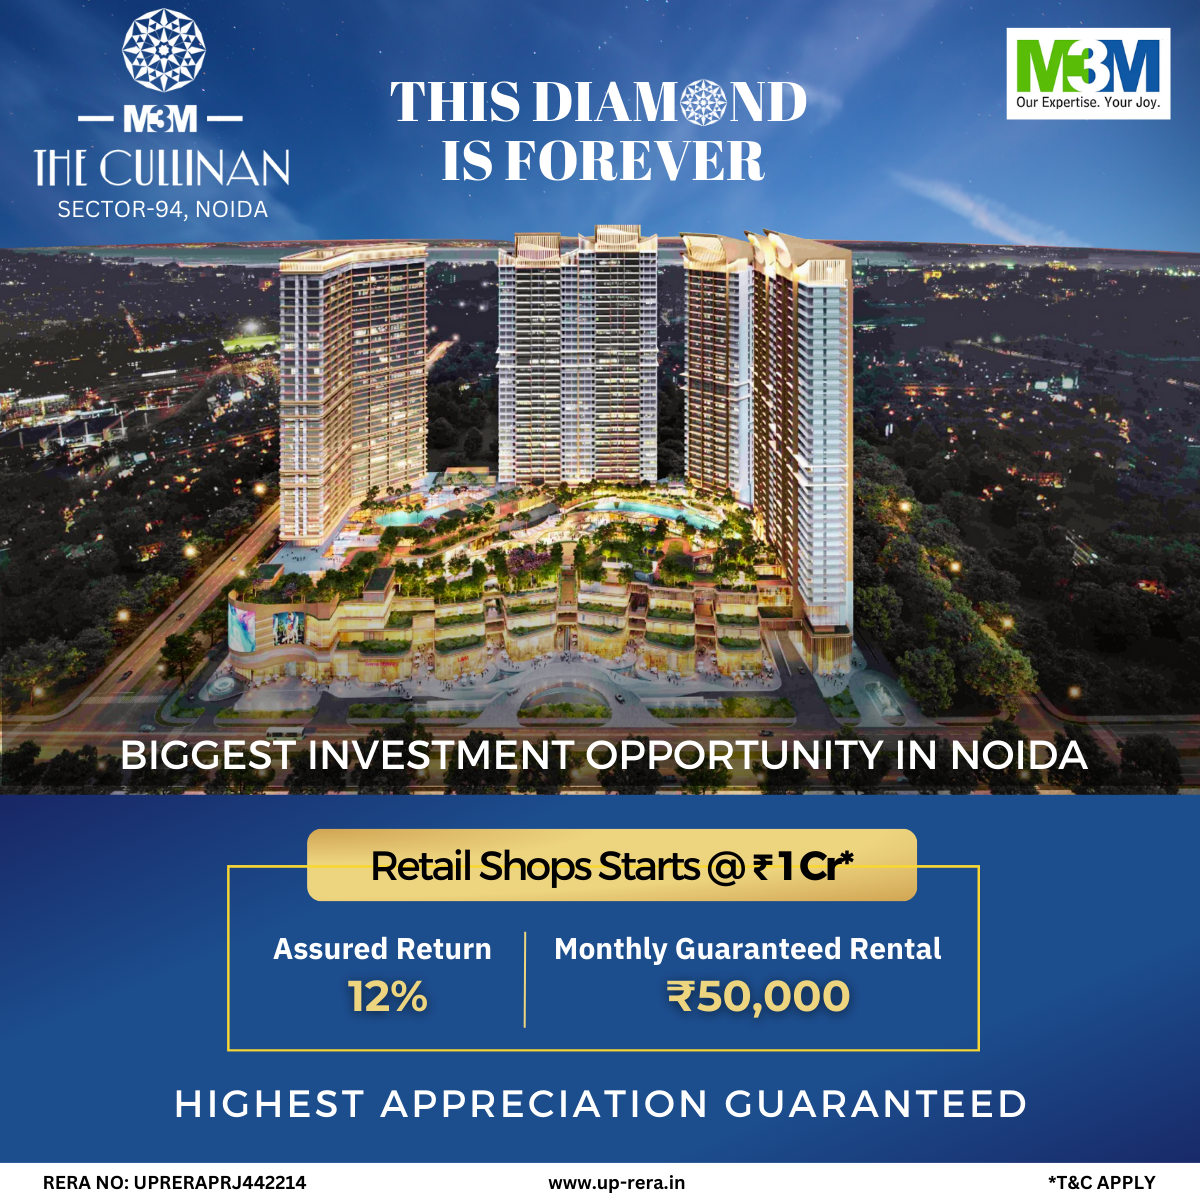 M3M
THE CULLINAN
SECTOR-94, NOIDA
THIS DIAMOND
IS FOREVER
M3M
Our Expertise. Your Joy.
BIGGEST INVESTMENT OPPORTUNITY IN NOIDA
Retail Shops Starts @ ₹ 1 Cr*
Assured Return
12%
Monthly Guaranteed Rental
₹50,000
HIGHEST APPRECIATION GUARANTEED
RERA NO: UPRERAPRJ442214
www.up-rera.in
*T&C APPLY